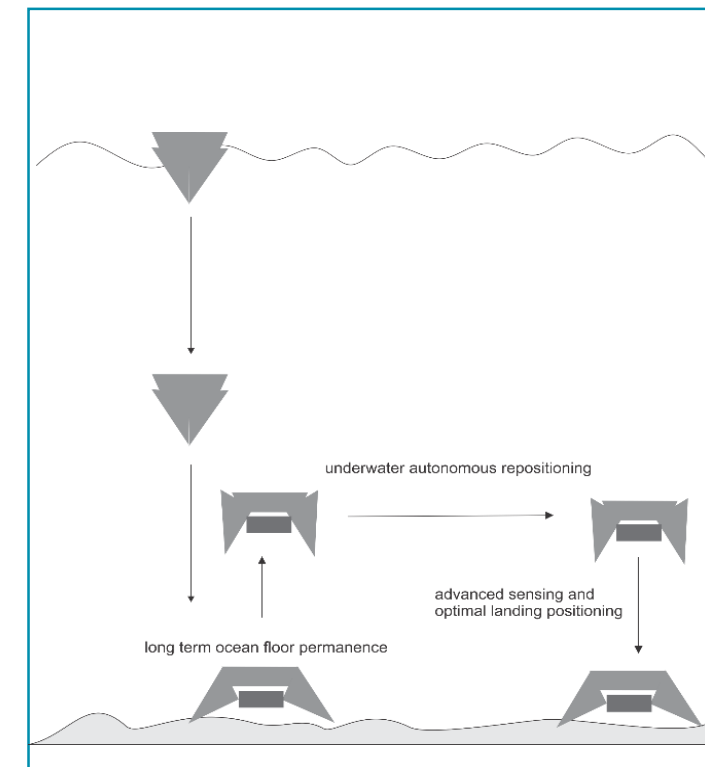 underwater autonomous repositioning
advanced sensing and
optimal landing positioning
long term ocean floor permanence